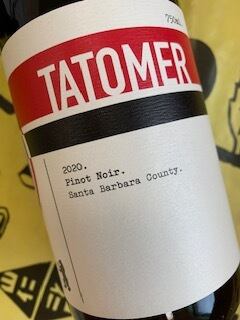 750ml
TATOMER
2020.
Pinot Noir.
Santa Barbara County.